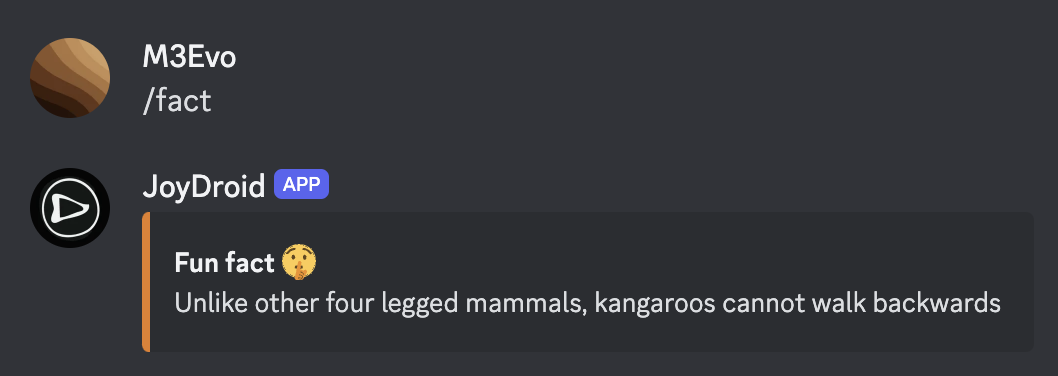 M3Evo
/fact
JoyDroid APP
Fun fact 🤫
Unlike other four legged mammals, kangaroos cannot walk backwards